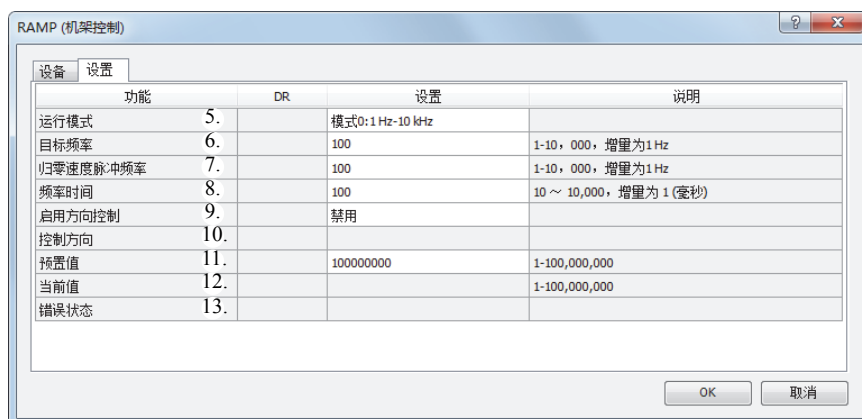 RAMP (机架控制)
设备 设置
功能 DR 设置 说明
运行模式 5. 模式0:1 Hz-10 kHz
目标频率 6. 100 1-10，000，增量为1 Hz
归零速度脉冲频率 7. 100 1-10，000，增量为1 Hz
频率时间 8. 100 10 ～ 10,000，增量为 1 (毫秒)
启用方向控制 9. 禁用
控制方向 10.
预置值 11. 100000000 1-100,000,000
当前值 12. 1-100,000,000
错误状态 13.
OK 取消